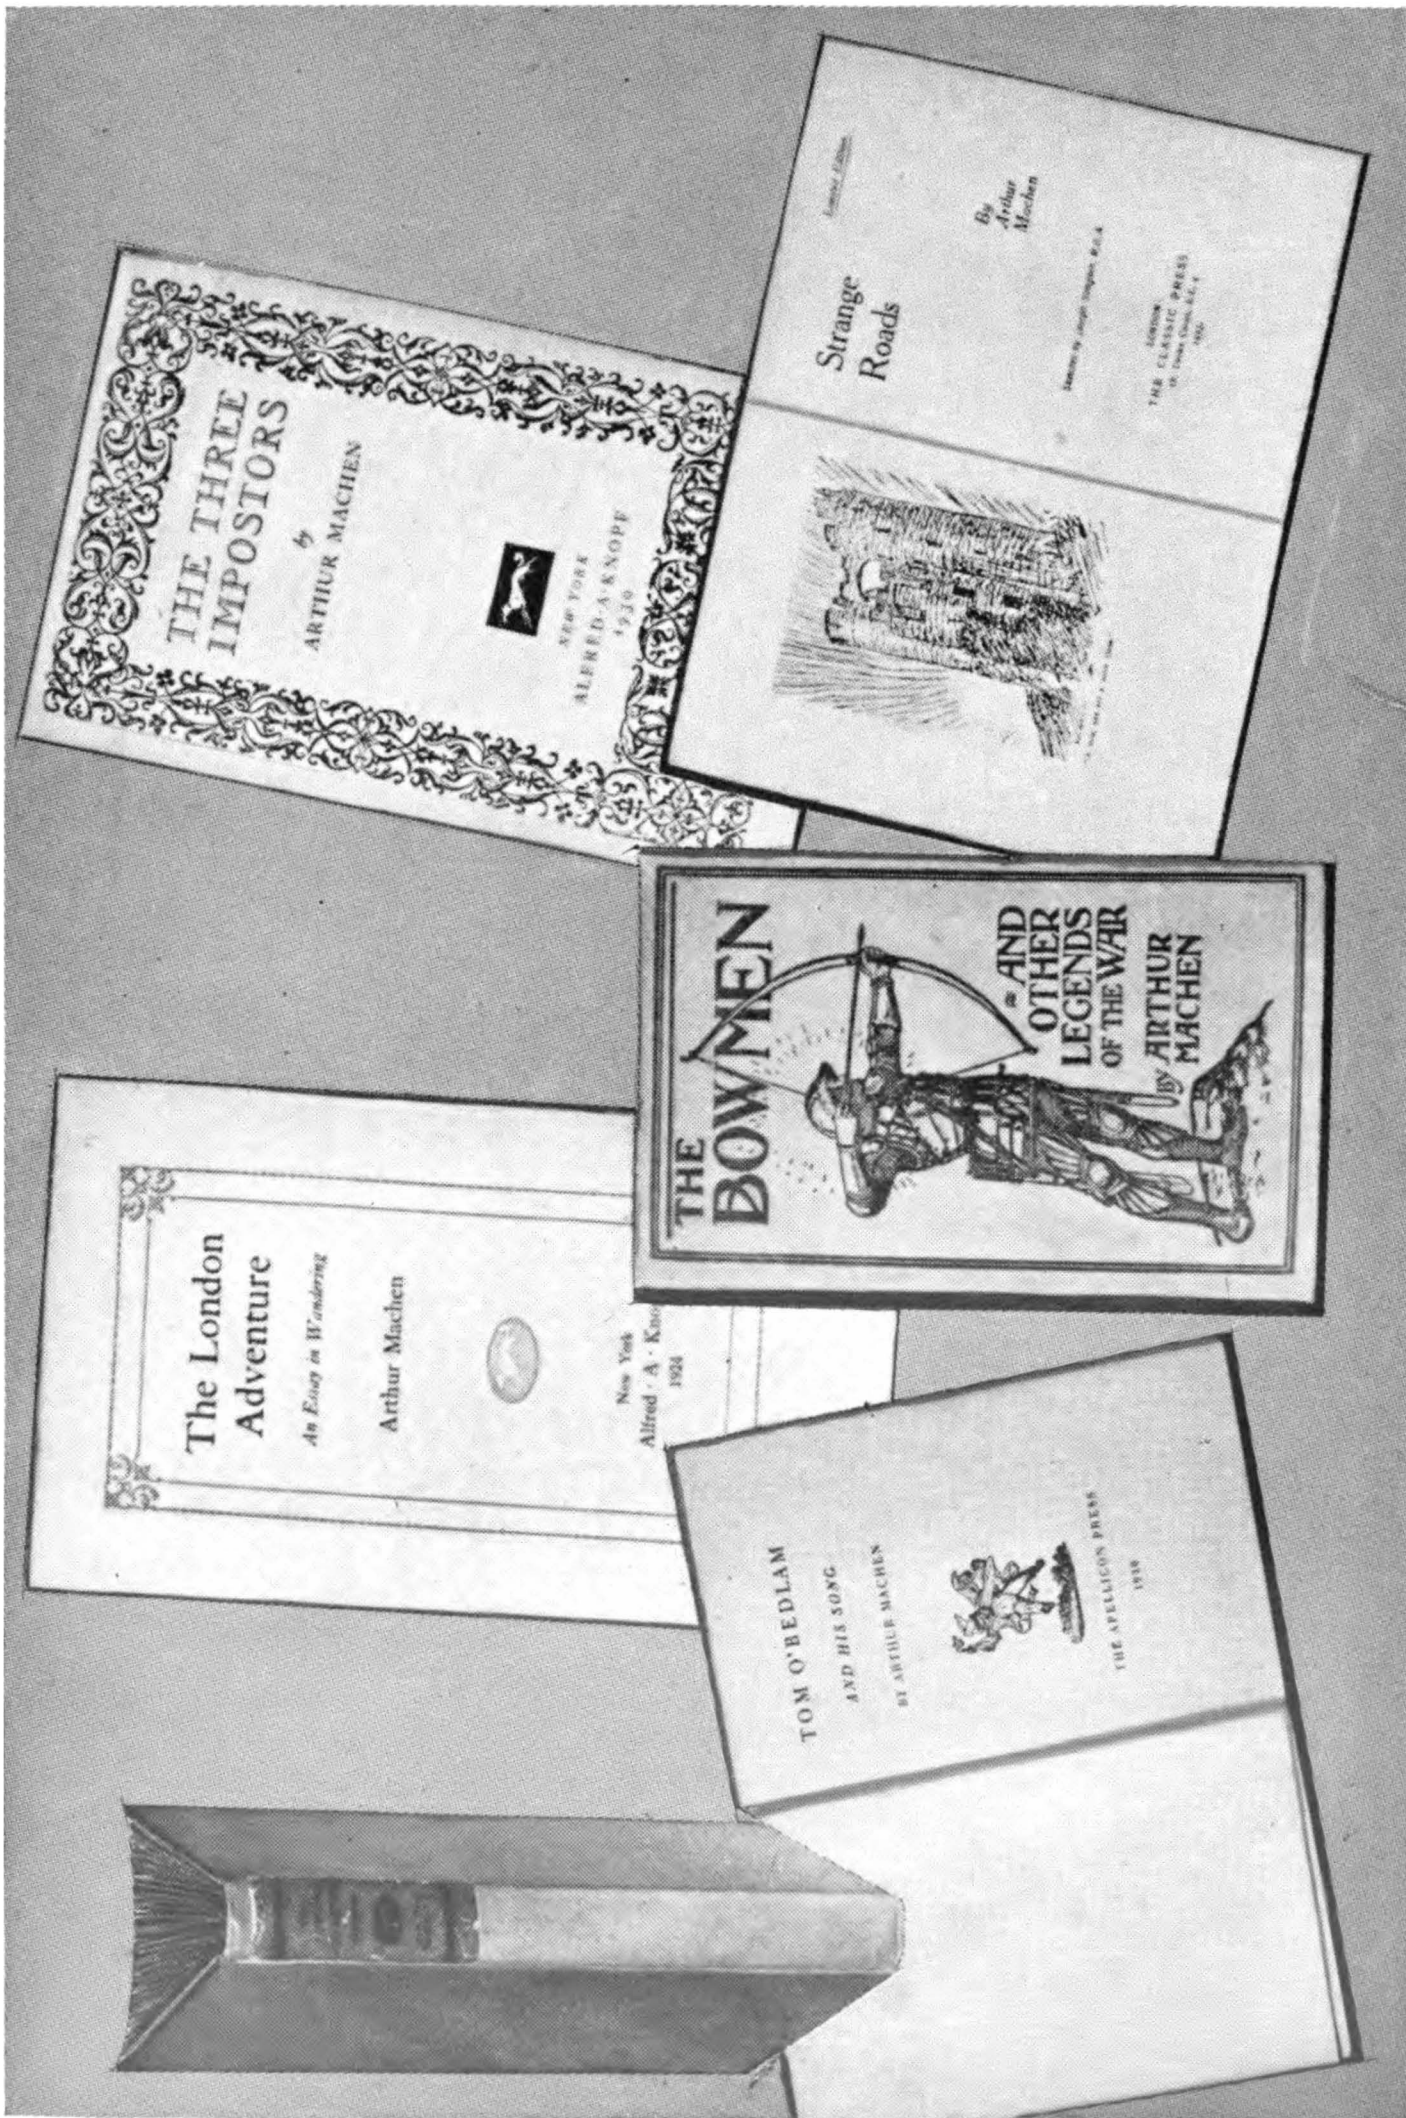 The London
Adventure
An Essay in Wandering
Arthur Machen
New York
Alfred · A · Kno
1924
THE THREE
IMPOSTORS
by
ARTHUR MACHEN
NEW YORK
ALFRED · A · KNOPF
1930
TOM O'BEDLAM
AND HIS SONG
BY ARTHUR MACHEN
THE APELLICON PRESS
1930
THE
BOWMEN
AND
OTHER
LEGENDS
OF THE WAR
BY ARTHUR
MACHEN
Limited Edition
Strange
Roads
By
Arthur
Machen
LONDON
THE CLASSIC PRESS